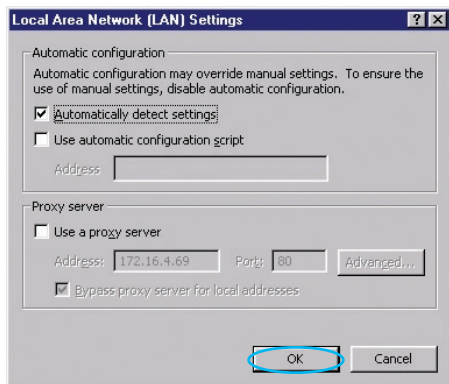 Local Area Network (LAN) Settings
Automatic configuration
Automatic configuration may override manual settings. To ensure the
use of manual settings, disable automatic configuration.
Automatically detect settings
Use automatic configuration script
Address
Proxy server
Use a proxy server
Address: 172.16.4.69 Port: 80 Advanced...
Bypass proxy server for local addresses
OK Cancel